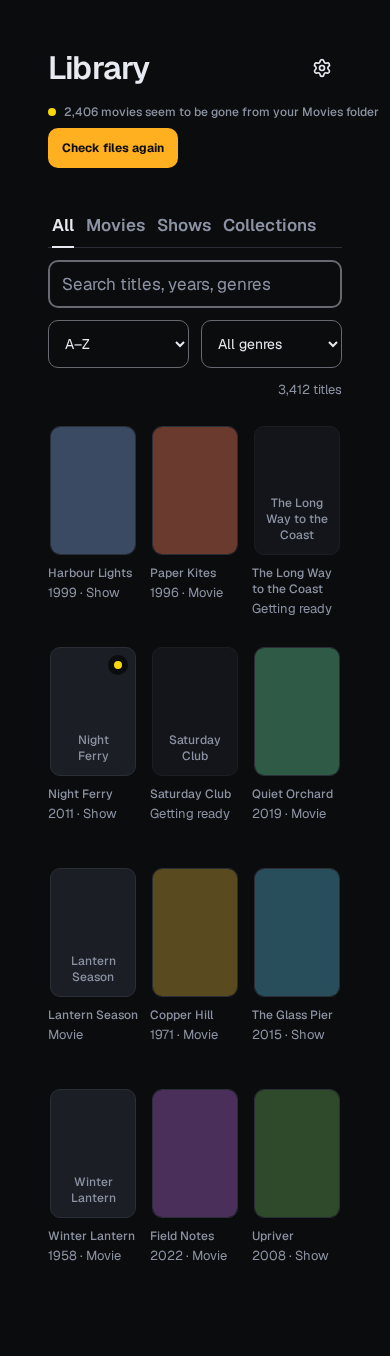 Library
2,406 movies seem to be gone from your Movies folder
Check files again
All Movies Shows Collections
Search titles, years, genres
A–Z
All genres
3,412 titles
The Long
Way to the
Coast
Harbour Lights
1999 · Show
Paper Kites
1996 · Movie
The Long Way
to the Coast
Getting ready
Night
Ferry
Saturday
Club
Night Ferry
2011 · Show
Saturday Club
Getting ready
Quiet Orchard
2019 · Movie
Lantern
Season
Lantern Season
Movie
Copper Hill
1971 · Movie
The Glass Pier
2015 · Show
Winter
Lantern
Winter Lantern
1958 · Movie
Field Notes
2022 · Movie
Upriver
2008 · Show